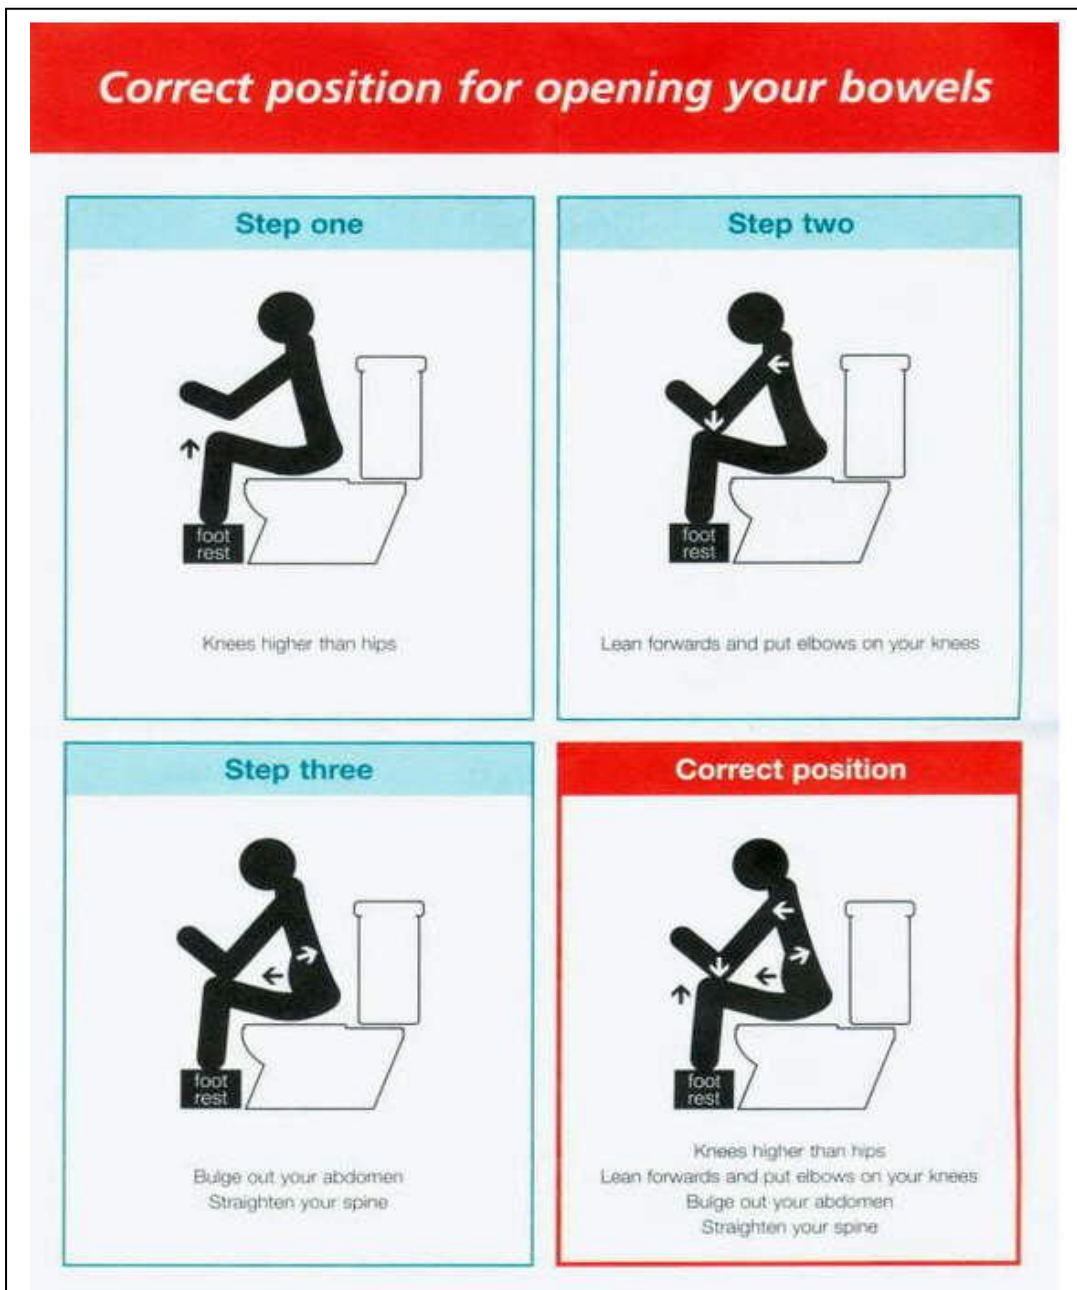 Correct position for opening your bowels
Step one
foot
rest
Knees higher than hips
Step two
foot
rest
Lean forwards and put elbows on your knees
Step three
foot
rest
Bulge out your abdomen
Straighten your spine
Correct position
foot
rest
Knees higher than hips
Lean forwards and put elbows on your knees
Bulge out your abdomen
Straighten your spine